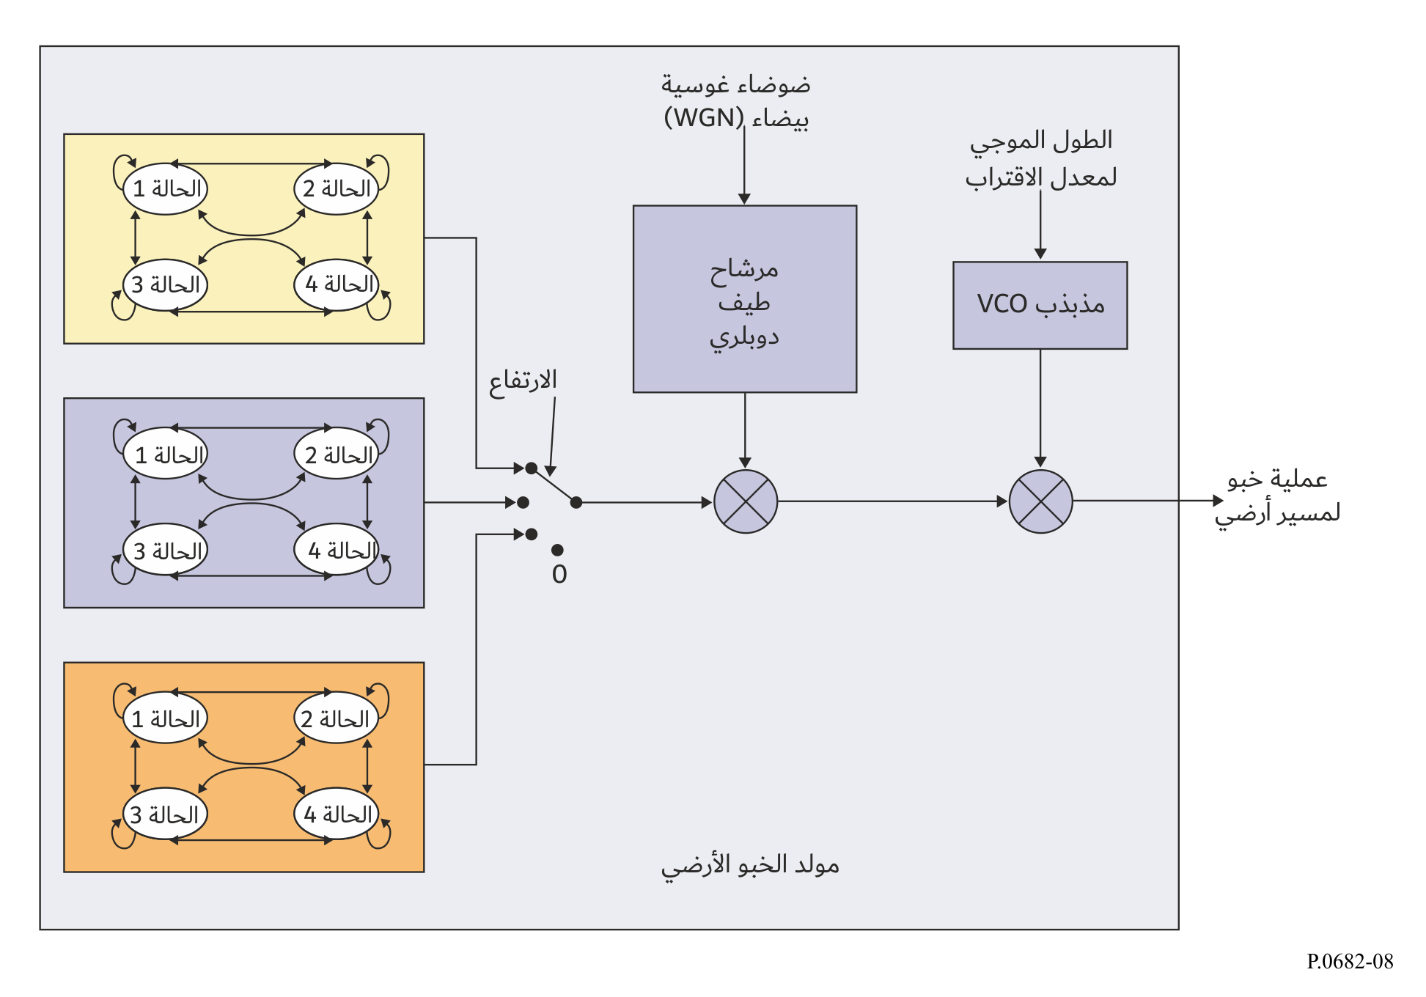 ضوضاء غوسية
بيضاء (WGN)
الطول الموجي
لمعدل الاقتراب
الحالة 1
الحالة 2
الحالة 3
الحالة 4
مرشاح
طيف
دوبلري
مذبذب VCO
الارتفاع
الحالة 1
الحالة 2
الحالة 3
الحالة 4
0
عملية خبو
لمسير أرضي
الحالة 1
الحالة 2
الحالة 3
الحالة 4
مولد الخبو الأرضي
P.0682-08